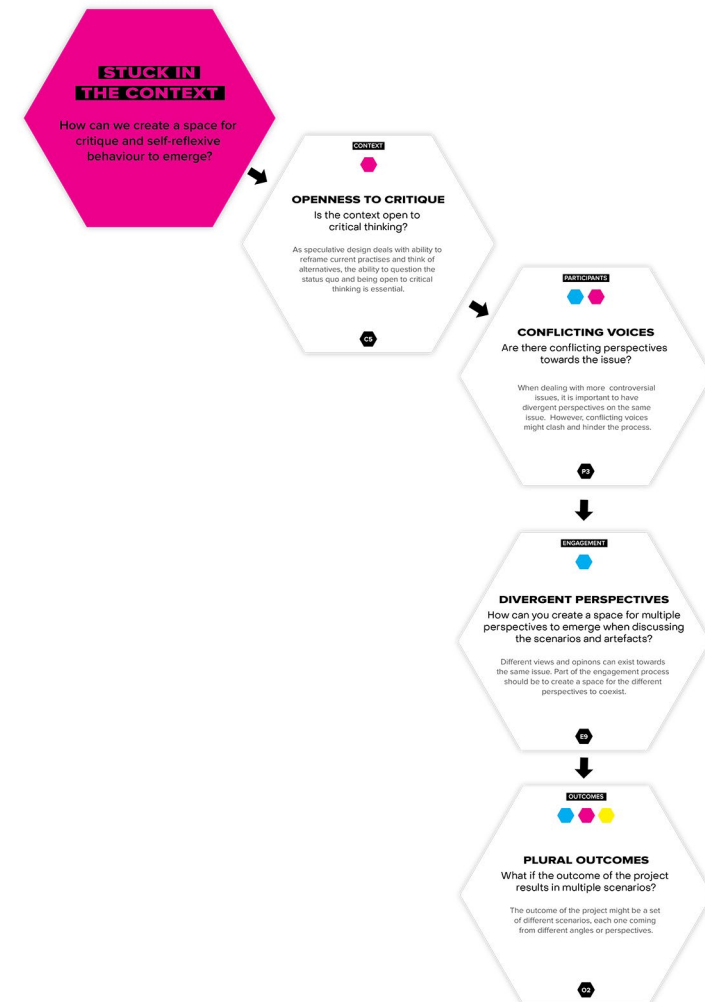 STUCK IN
THE CONTEXT
How can we create a space for
critique and self-reflexive
behaviour to emerge?
CONTEXT
OPENNESS TO CRITIQUE
Is the context open to
critical thinking?
As speculative design deals with ability to
reframe current practises and think of
alternatives, the ability to question the
status quo and being open to critical
thinking is essential.
C5
PARTICIPANTS
CONFLICTING VOICES
Are there conflicting perspectives
towards the issue?
When dealing with more controversial
issues, it is important to have
divergent perspectives on the same
issue. However, conflicting voices
might clash and hinder the process.
P3
ENGAGEMENT
DIVERGENT PERSPECTIVES
How can you create a space for multiple
perspectives to emerge when discussing
the scenarios and artefacts?
Different views and opinons can exist towards
the same issue. Part of the engagement process
should be to create a space for the different
perspectives to coexist.
E9
OUTCOMES
PLURAL OUTCOMES
What if the outcome of the project
results in multiple scenarios?
The outcome of the project might be a set
of different scenarios, each one coming
from different angles or perspectives.
O2